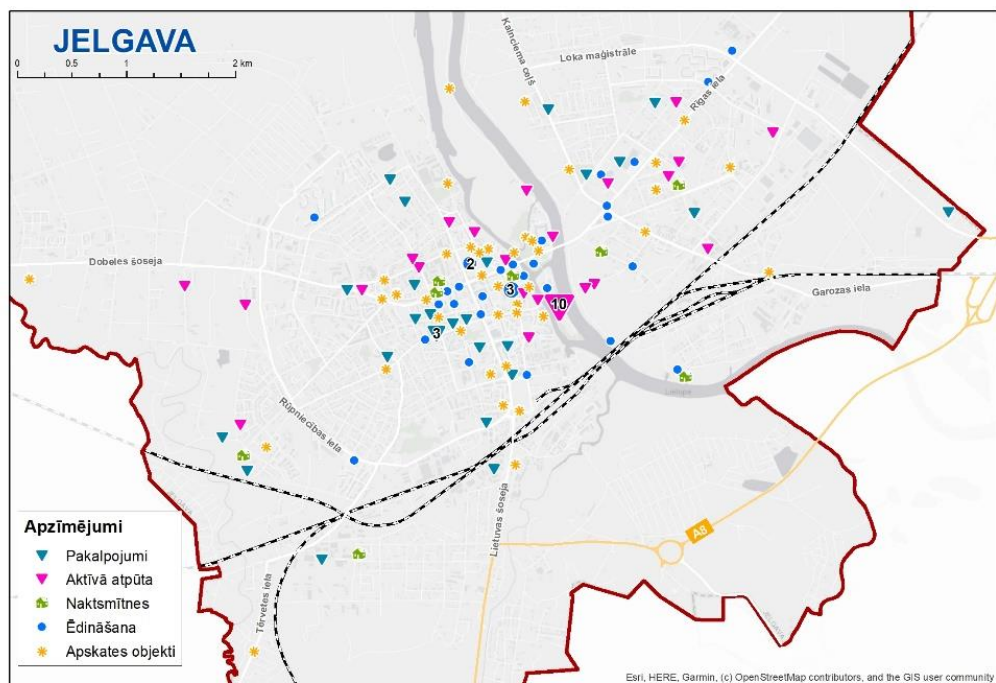 JELGAVA
0 0.5 1 2 km
Kalnciema ceļš
Loka maģistrāle
Rīgas iela
Dobeles šoseja
2
3
10
3
Garozas iela
Rūpniecības iela
Lietuvas šoseja
A8
Tērvetes iela
Apzīmējumi
Pakalpojumi
Aktīvā atpūta
Naktsmītnes
Ēdināšana
Apskates objekti
Esri, HERE, Garmin, (c) OpenStreetMap contributors, and the GIS user community